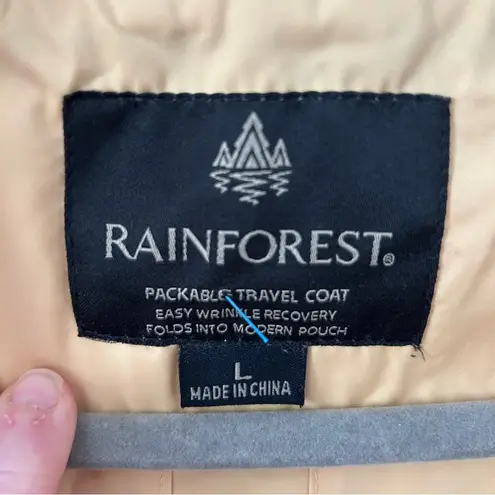 RAINFOREST®
PACKABLE TRAVEL COAT
EASY WRINKLE RECOVERY
FOLDS INTO MODERN POUCH
L
MADE IN CHINA